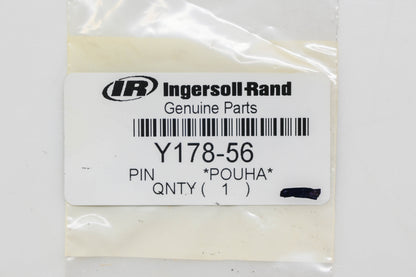 IR Ingersoll-Rand
Genuine Parts
Y178-56
PIN *POUHA*
QNTY ( 1 )